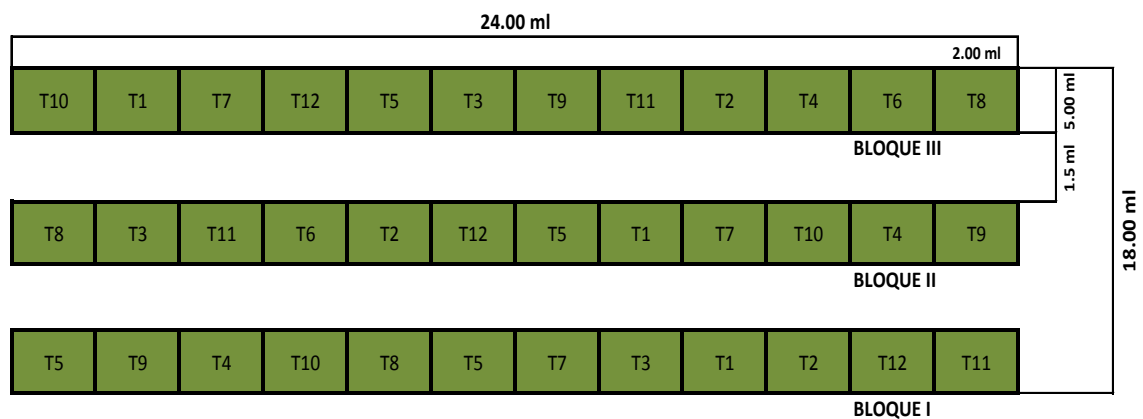 24.00 ml
2.00 ml
T10 T1 T7 T12 T5 T3 T9 T11 T2 T4 T6 T8
5.00 ml
BLOQUE III
1.5 ml
T8 T3 T11 T6 T2 T12 T5 T1 T7 T10 T4 T9
18.00 ml
BLOQUE II
T5 T9 T4 T10 T8 T5 T7 T3 T1 T2 T12 T11
BLOQUE I